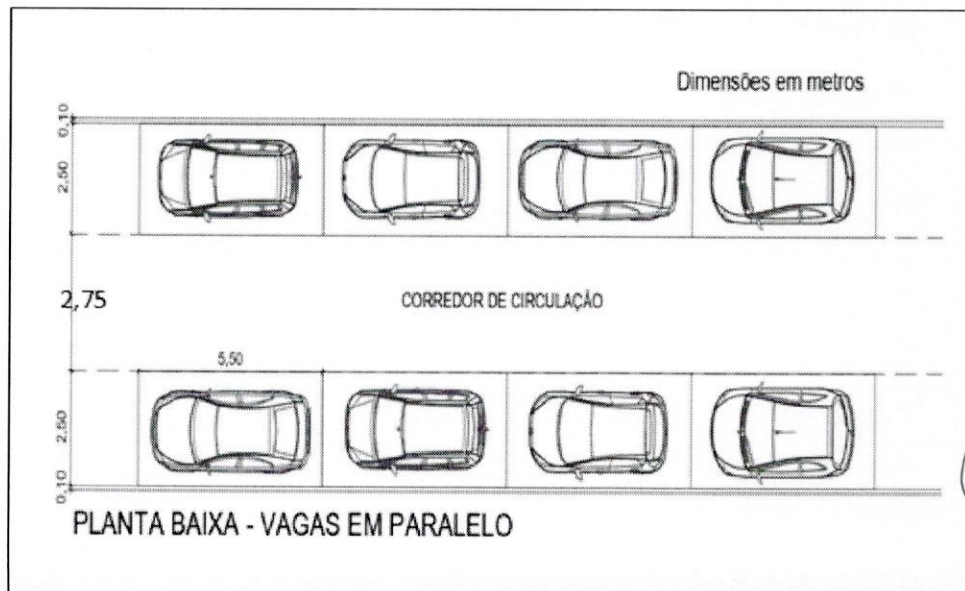 Dimensões em metros
0,10
2,50
2,75
CORREDOR DE CIRCULAÇÃO
5,50
2,50
0,10
PLANTA BAIXA - VAGAS EM PARALELO